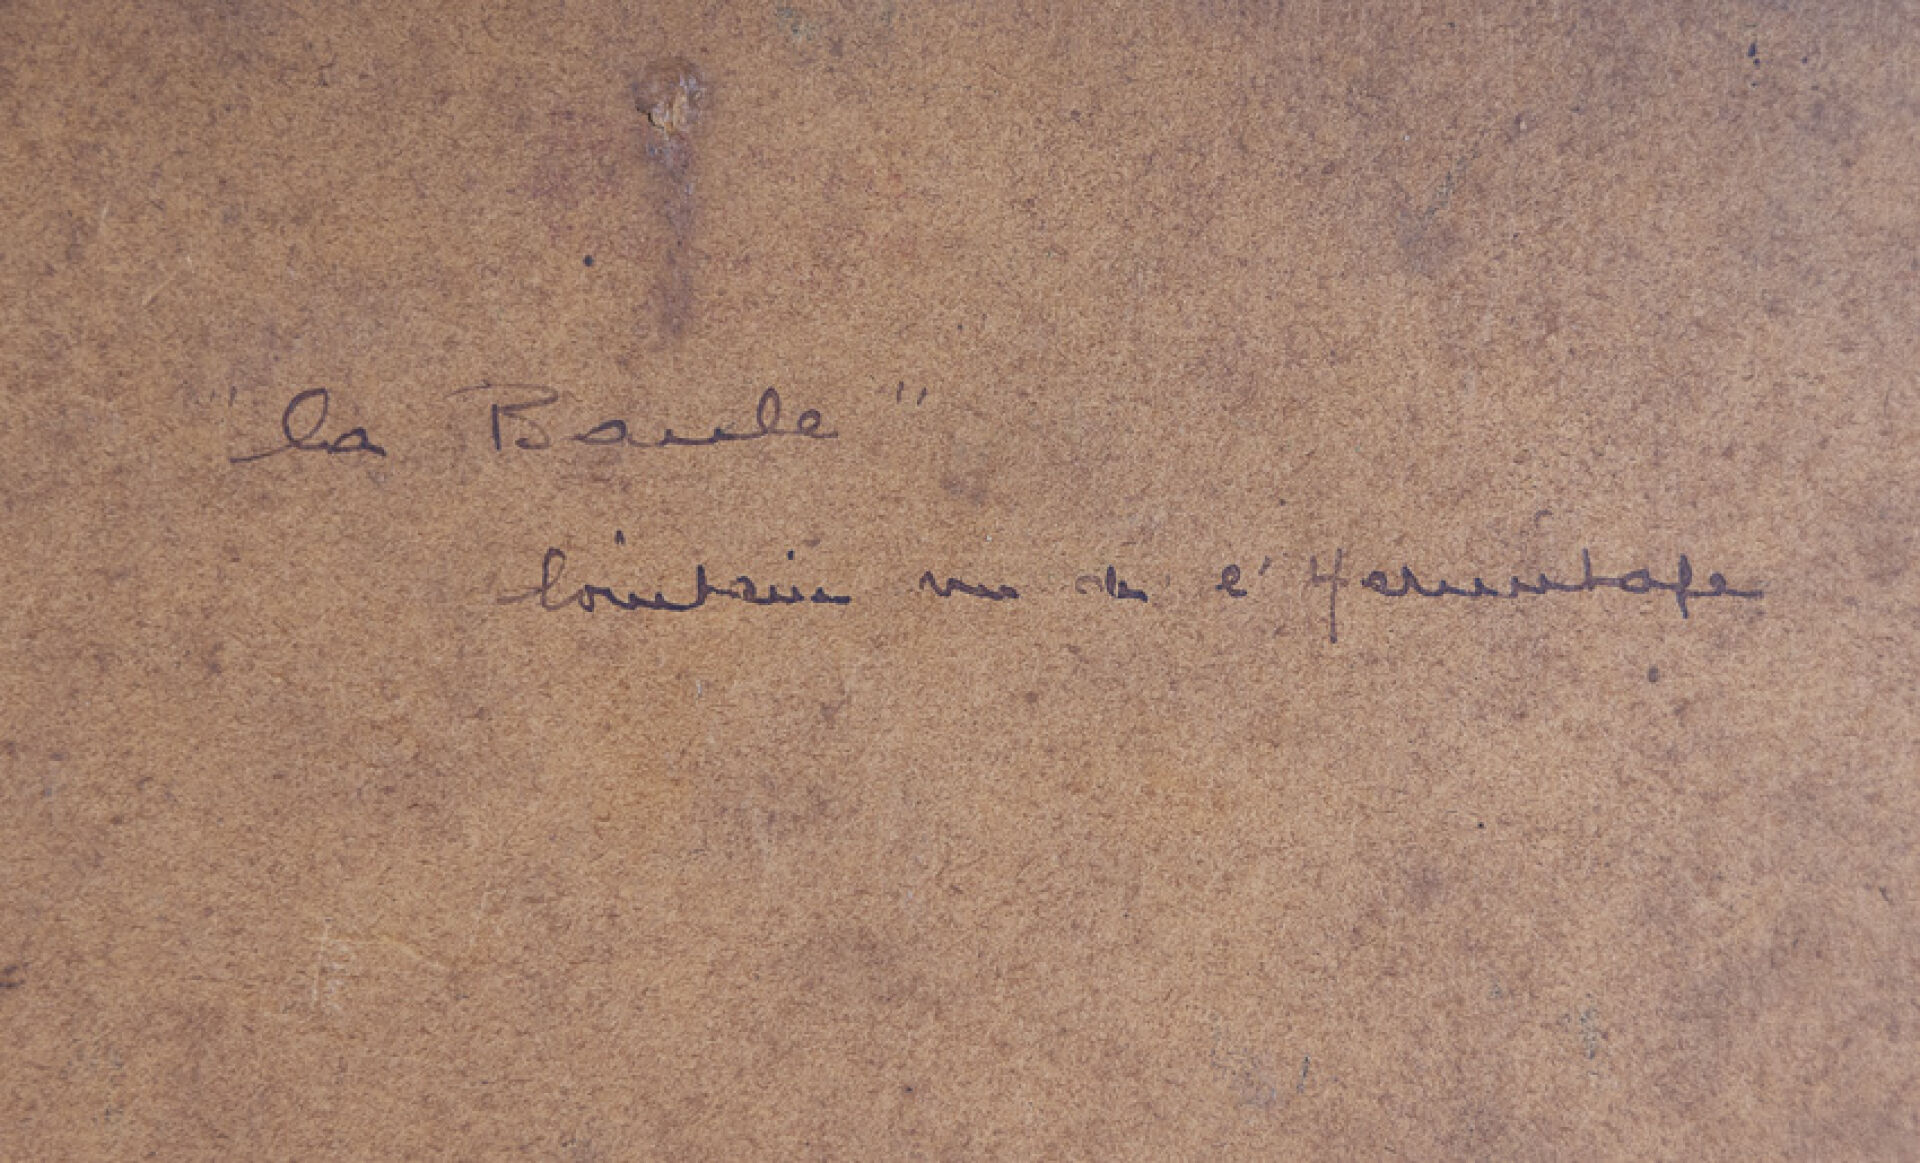 "la Baule"
lointain vu de l'Hermitage